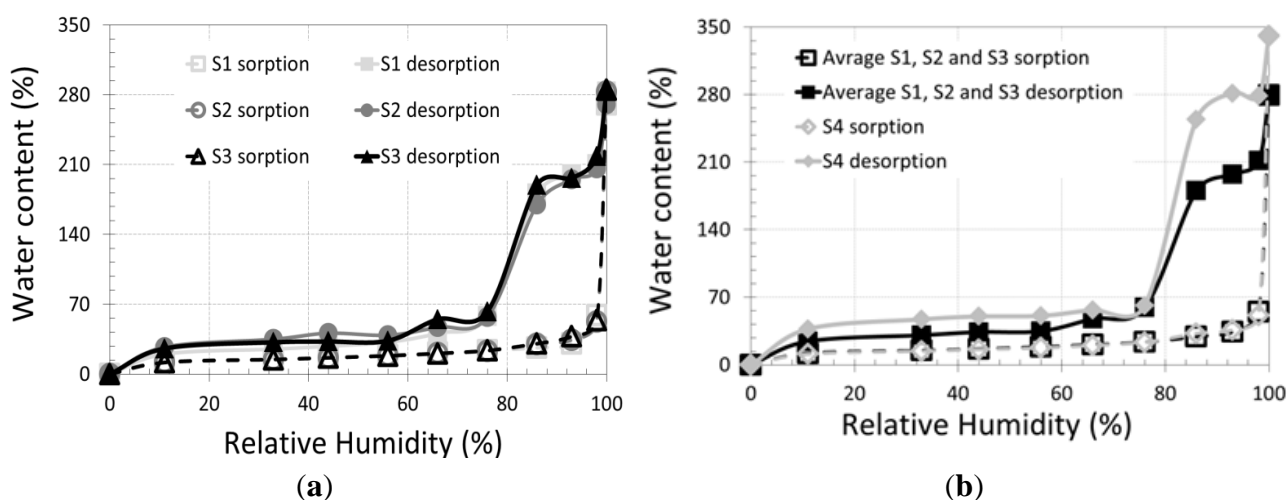 350
280
210
140
70
0
Water content (%)
S1 sorption
S1 desorption
S2 sorption
S2 desorption
S3 sorption
S3 desorption
0
20
40
60
80
100
Relative Humidity (%)
(a)
350
280
210
140
70
0
Water content (%)
Avrage S1, S2 and S3 sorption
Average S1, S2 and S3 desorption
S4 sorption
S4 desorption
0
20
40
60
80
100
Relative Humidity (%)
(b)